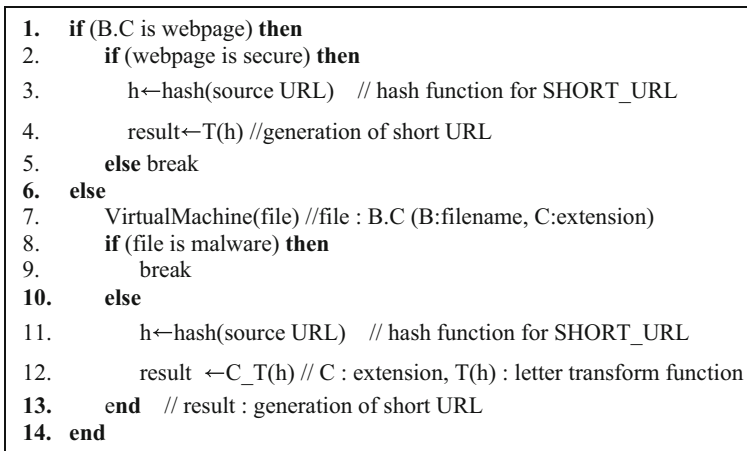 1. if (B.C is webpage) then
2. if (webpage is secure) then
3. h←hash(source URL) // hash function for SHORT_URL
4. result←T(h) //generation of short URL
5. else break
6. else
7. VirtualMachine(file) //file : B.C (B:filename, C:extension)
8. if (file is malware) then
9. break
10. else
11. h←hash(source URL) // hash function for SHORT_URL
12. result ←C_T(h) // C : extension, T(h) : letter transform function
13. end // result : generation of short URL
14. end